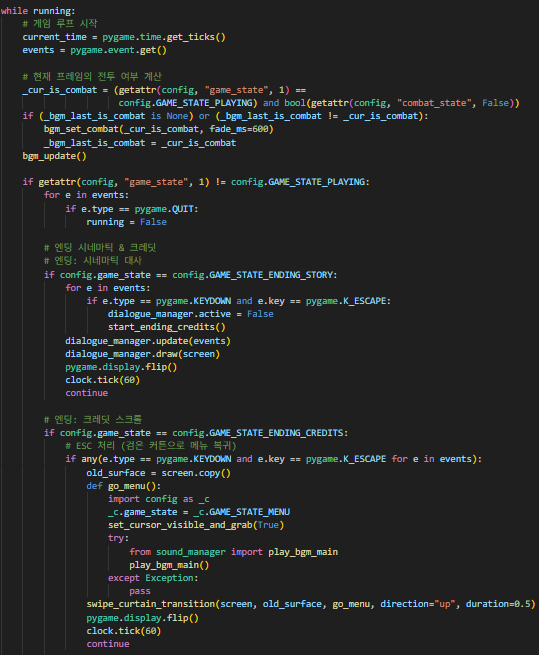 while running:
    # 게임 루프 시작
    current_time = pygame.time.get_ticks()
    events = pygame.event.get()

    # 현재 프레임의 전투 여부 계산
    _cur_is_combat = (getattr(config, "game_state", 1) ==
                      config.GAME_STATE_PLAYING) and bool(getattr(config, "combat_state", False))
    if (_bgm_last_is_combat is None) or (_bgm_last_is_combat != _cur_is_combat):
        bgm_set_combat(_cur_is_combat, fade_ms=600)
        _bgm_last_is_combat = _cur_is_combat
    bgm_update()

    if getattr(config, "game_state", 1) != config.GAME_STATE_PLAYING:
        for e in events:
            if e.type == pygame.QUIT:
                running = False

        # 엔딩 시네마틱 & 크레딧
        # 엔딩: 시네마틱 대사
        if config.game_state == config.GAME_STATE_ENDING_STORY:
            for e in events:
                if e.type == pygame.KEYDOWN and e.key == pygame.K_ESCAPE:
                    dialogue_manager.active = False
                    start_ending_credits()
            dialogue_manager.update(events)
            dialogue_manager.draw(screen)
            pygame.display.flip()
            clock.tick(60)
            continue

        # 엔딩: 크레딧 스크롤
        if config.game_state == config.GAME_STATE_ENDING_CREDITS:
            # ESC 처리 (검은 커튼으로 메뉴 복귀)
            if any(e.type == pygame.KEYDOWN and e.key == pygame.K_ESCAPE for e in events):
                old_surface = screen.copy()
                def go_menu():
                    import config as _c
                    _c.game_state = _c.GAME_STATE_MENU
                    set_cursor_visible_and_grab(True)
                    try:
                        from sound_manager import play_bgm_main
                        play_bgm_main()
                    except Exception:
                        pass
                swipe_curtain_transition(screen, old_surface, go_menu, direction="up", duration=0.5)
                pygame.display.flip()
                clock.tick(60)
                continue